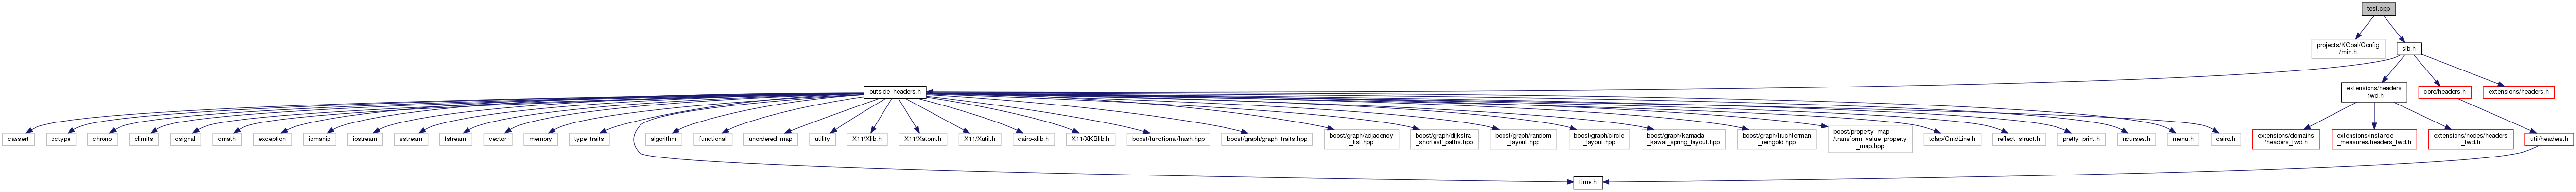 test.cpp
projects/KGoal/Config
/min.h
slb.h
outside_headers.h
extensions/headers
_fwd.h
core/headers.h
extensions/headers.h
cassert
cctype
chrono
climits
csignal
cmath
exception
iomanip
iostream
sstream
fstream
vector
memory
type_traits
algorithm
functional
unordered_map
utility
X11/Xlib.h
X11/Xatom.h
X11/Xutil.h
cairo-xlib.h
X11/XKBlib.h
boost/functional/hash.hpp
boost/graph/graph_traits.hpp
boost/graph/adjacency
_list.hpp
boost/graph/dijkstra
_shortest_paths.hpp
boost/graph/random
_layout.hpp
boost/graph/circle
_layout.hpp
boost/graph/kamada
_kawai_spring_layout.hpp
boost/graph/fruchterman
_reingold.hpp
boost/property_map
/transform_value_property
_map.hpp
tclap/CmdLine.h
reflect_struct.h
pretty_print.h
ncurses.h
menu.h
cairo.h
extensions/domains
/headers_fwd.h
extensions/instance
_measures/headers_fwd.h
extensions/nodes/headers
_fwd.h
util/headers.h
time.h